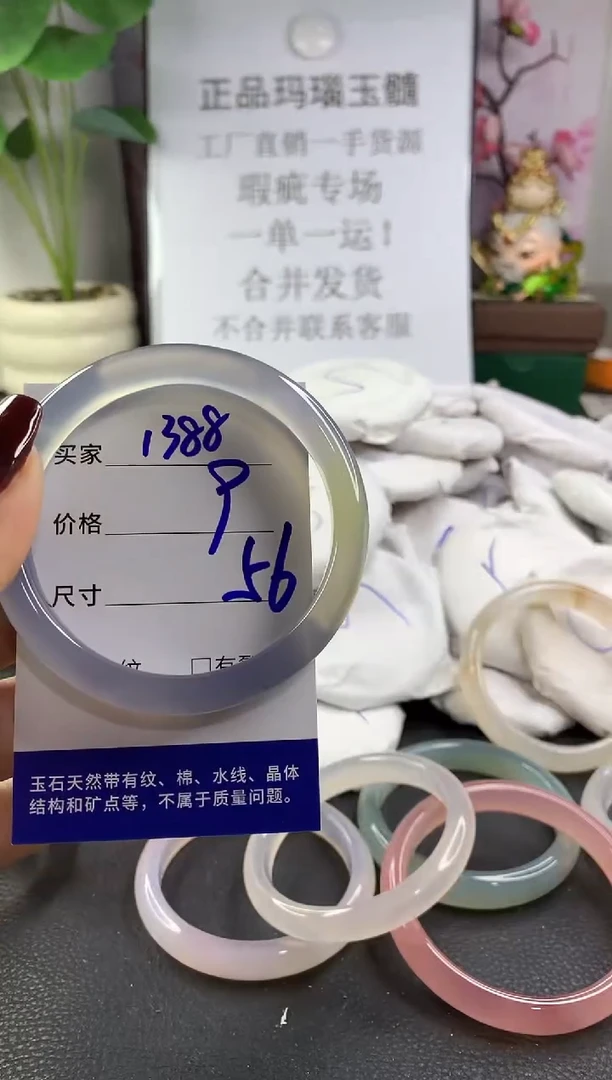 正品玛瑙玉髓
工厂直销一手货源
瑕疵专场
一单一运！
合并发货
不合并联系客服
买家 1388
价格 9
尺寸 56
纹 □有
玉石天然带有纹、棉、水线、晶体
结构和矿点等，不属于质量问题。